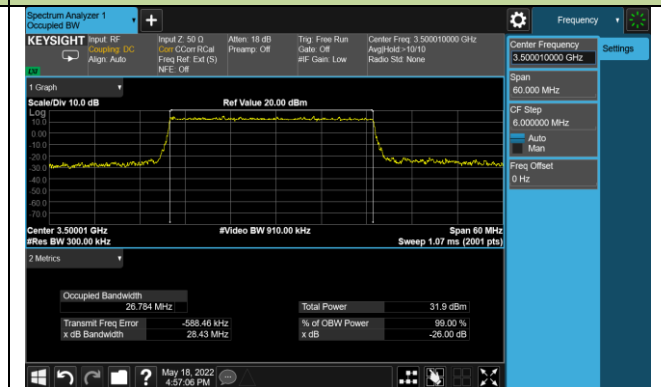 Spectrum Analyzer 1
Occupied BW
+
Frequency
KEYSIGHT
Input: RF
Coupling: DC
Align: Auto
Input Z: 50 Ω
Corr CCorr RCal
Freq Ref: Ext (S)
NFE: Off
Atten: 18 dB
Preamp: Off
Trig: Free Run
Gate: Off
#IF Gain: Low
Center Freq: 3.500010000 GHz
Avg|Hold:>10/10
Radio Std: None
Center Frequency
3.500010000 GHz
Settings
Span
60.000 MHz
CF Step
6.000000 MHz
Auto
Man
Freq Offset
0 Hz
1 Graph
Scale/Div 10.0 dB
Ref Value 20.00 dBm
Log
10.0
0.00
-10.0
-20.0
-30.0
-40.0
-50.0
-60.0
-70.0
Center 3.50001 GHz
#Video BW 910.00 kHz
Span 60 MHz
#Res BW 300.00 kHz
Sweep 1.07 ms (2001 pts)
2 Metrics
Occupied Bandwidth
26.784 MHz
Total Power
31.9 dBm
Transmit Freq Error
-588.46 kHz
% of OBW Power
99.00 %
x dB Bandwidth
28.43 MHz
x dB
-26.00 dB
?
May 18, 2022
4:57:06 PM